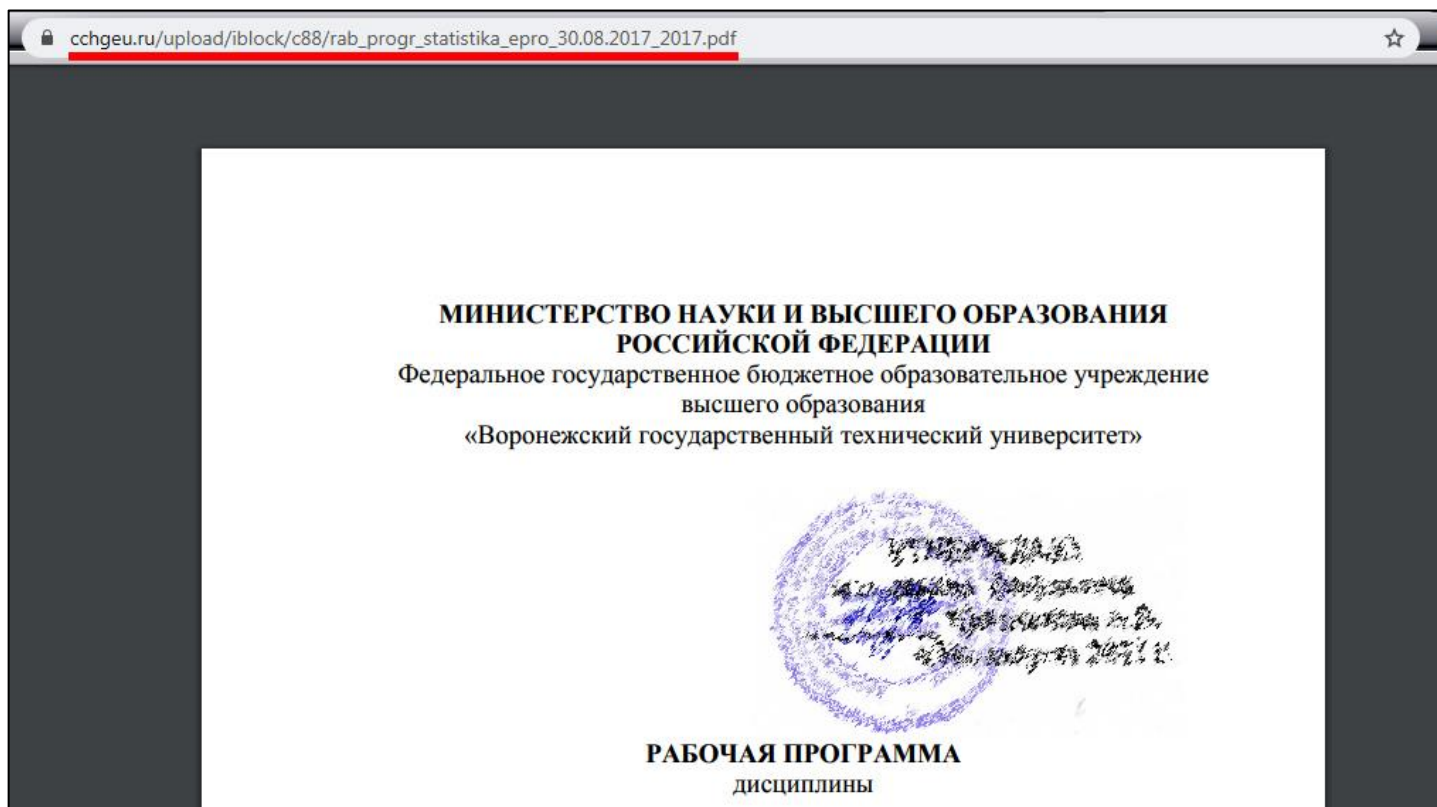 cchgeu.ru/upload/iblock/c88/rab_progr_statistika_epro_30.08.2017_2017.pdf
МИНИСТЕРСТВО НАУКИ И ВЫСШЕГО ОБРАЗОВАНИЯ
РОССИЙСКОЙ ФЕДЕРАЦИИ
Федеральное государственное бюджетное образовательное учреждение
высшего образования
«Воронежский государственный технический университет»
УТВЕРЖДАЮ
РАБОЧАЯ ПРОГРАММА
дисциплины